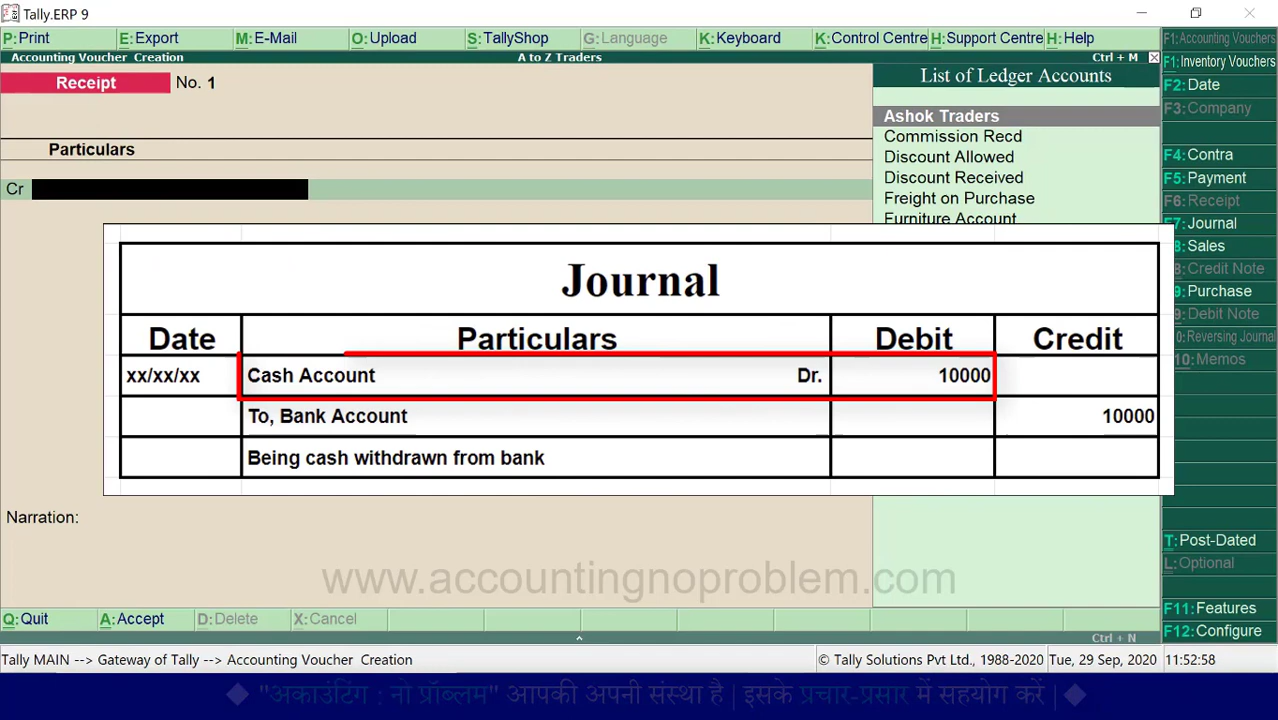 Tally.ERP 9
P:Print E:Export M:E-Mail O:Upload S:TallyShop G:Language K:Keyboard K:Control Centre H:Support Centre H:Help
Accounting Voucher Creation A to Z Traders Ctrl + M
Receipt No. 1
Particulars
Cr
List of Ledger Accounts
Ashok Traders
Commission Recd
Discount Allowed
Discount Received
Freight on Purchase
Furniture Account
F1:Accounting Vouchers
F1:Inventory Vouchers
F2:Date
F3:Company
F4:Contra
F5:Payment
F6:Receipt
F7:Journal
8:Sales
8:Credit Note
9:Purchase
9:Debit Note
0:Reversing Journal
10:Memos
T:Post-Dated
L:Optional
F11:Features
F12:Configure
Journal
Date Particulars Debit Credit
xx/xx/xx Cash Account Dr. 10000
To, Bank Account 10000
Being cash withdrawn from bank
Narration:
www.accountingnoproblem.com
Q:Quit A:Accept D:Delete X:Cancel
Ctrl + N
Tally MAIN --> Gateway of Tally --> Accounting Voucher Creation © Tally Solutions Pvt Ltd., 1988-2020 Tue, 29 Sep, 2020 11:52:58
"अकाउंटिंग : नो प्रॉब्लम" आपकी अपनी संस्था है | इसके प्रचार-प्रसार में सहयोग करें |